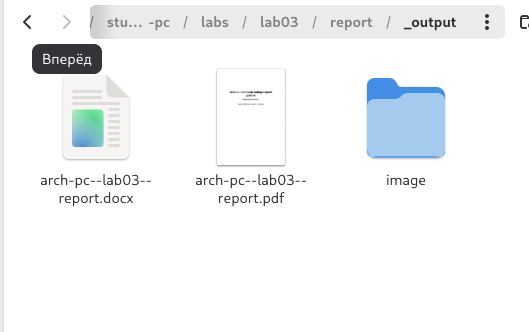 / stu... -pc / labs / lab03 / report / _output
Вперёд
arch-pc--lab03--report.docx
arch-pc--lab03--report.pdf
image